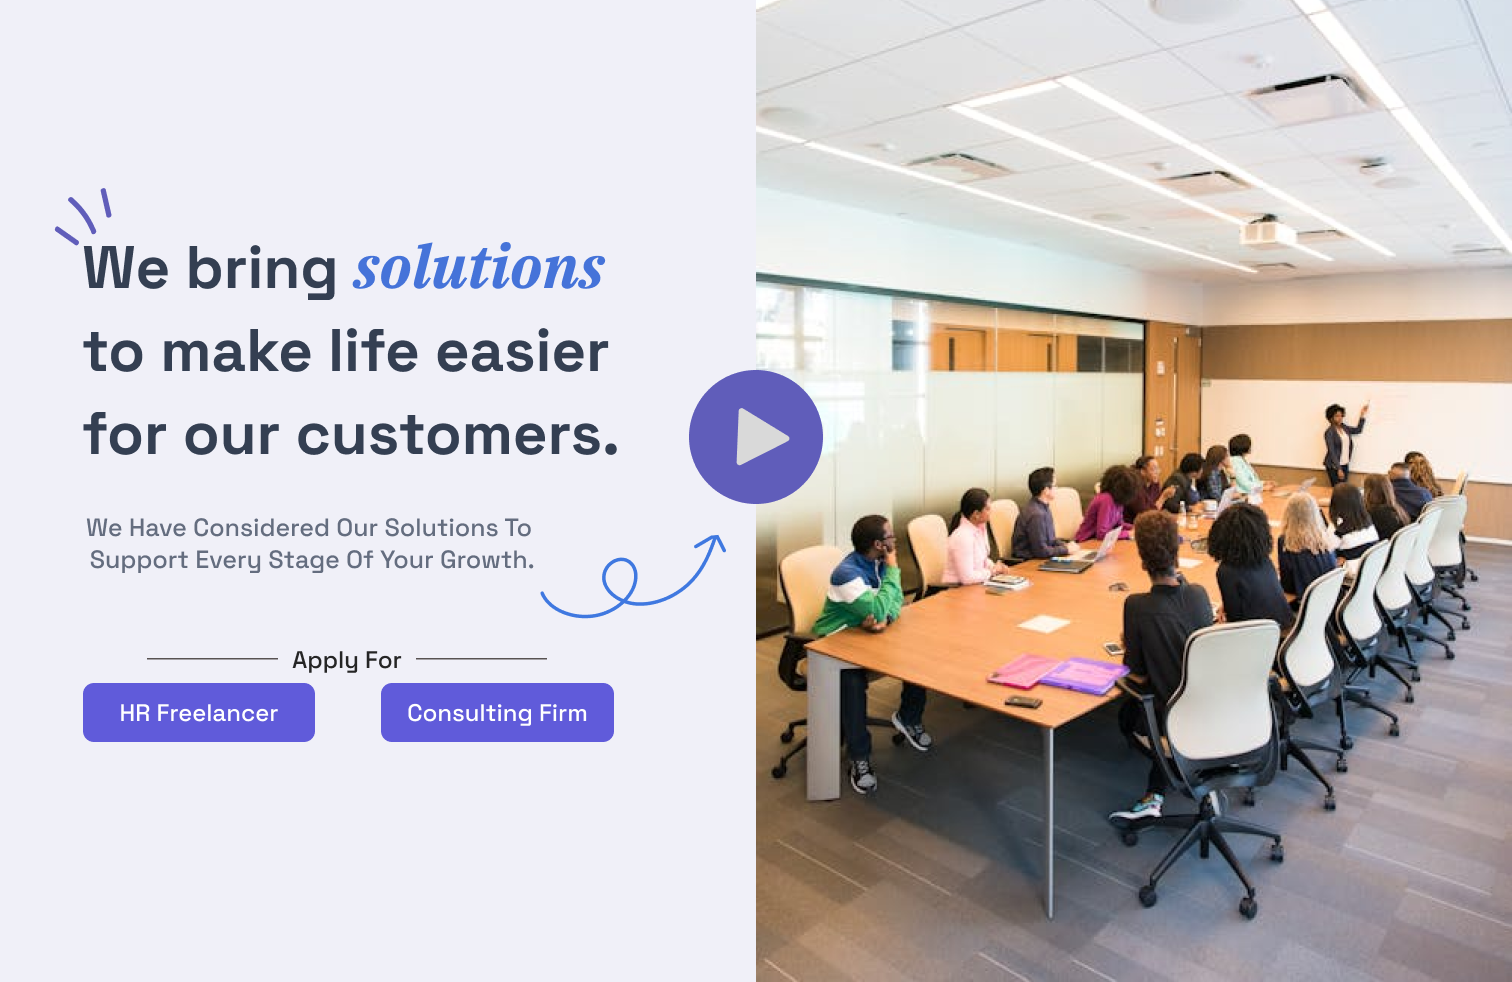 We bring solutions
to make life easier
for our customers.
We Have Considered Our Solutions To
Support Every Stage Of Your Growth.
Apply For
HR Freelancer
Consulting Firm